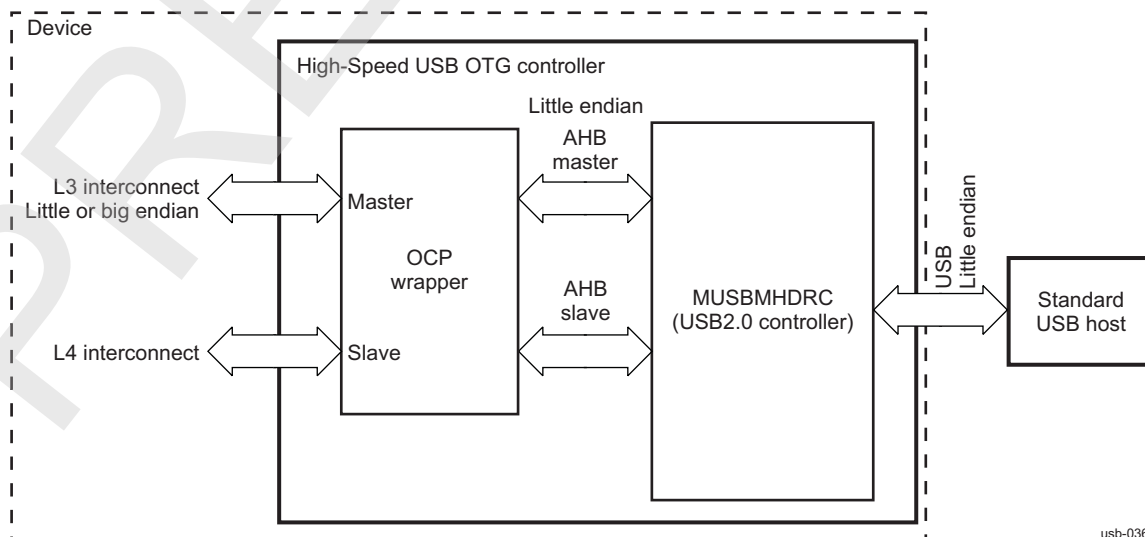 Device
High-Speed USB OTG controller
Little endian
AHB
master
L3 interconnect
Little or big endian
Master
OCP
wrapper
AHB
slave
MUSBMHDRC
(USB2.0 controller)
USB
Little endian
Standard
USB host
L4 interconnect
Slave
usb-036
PRE